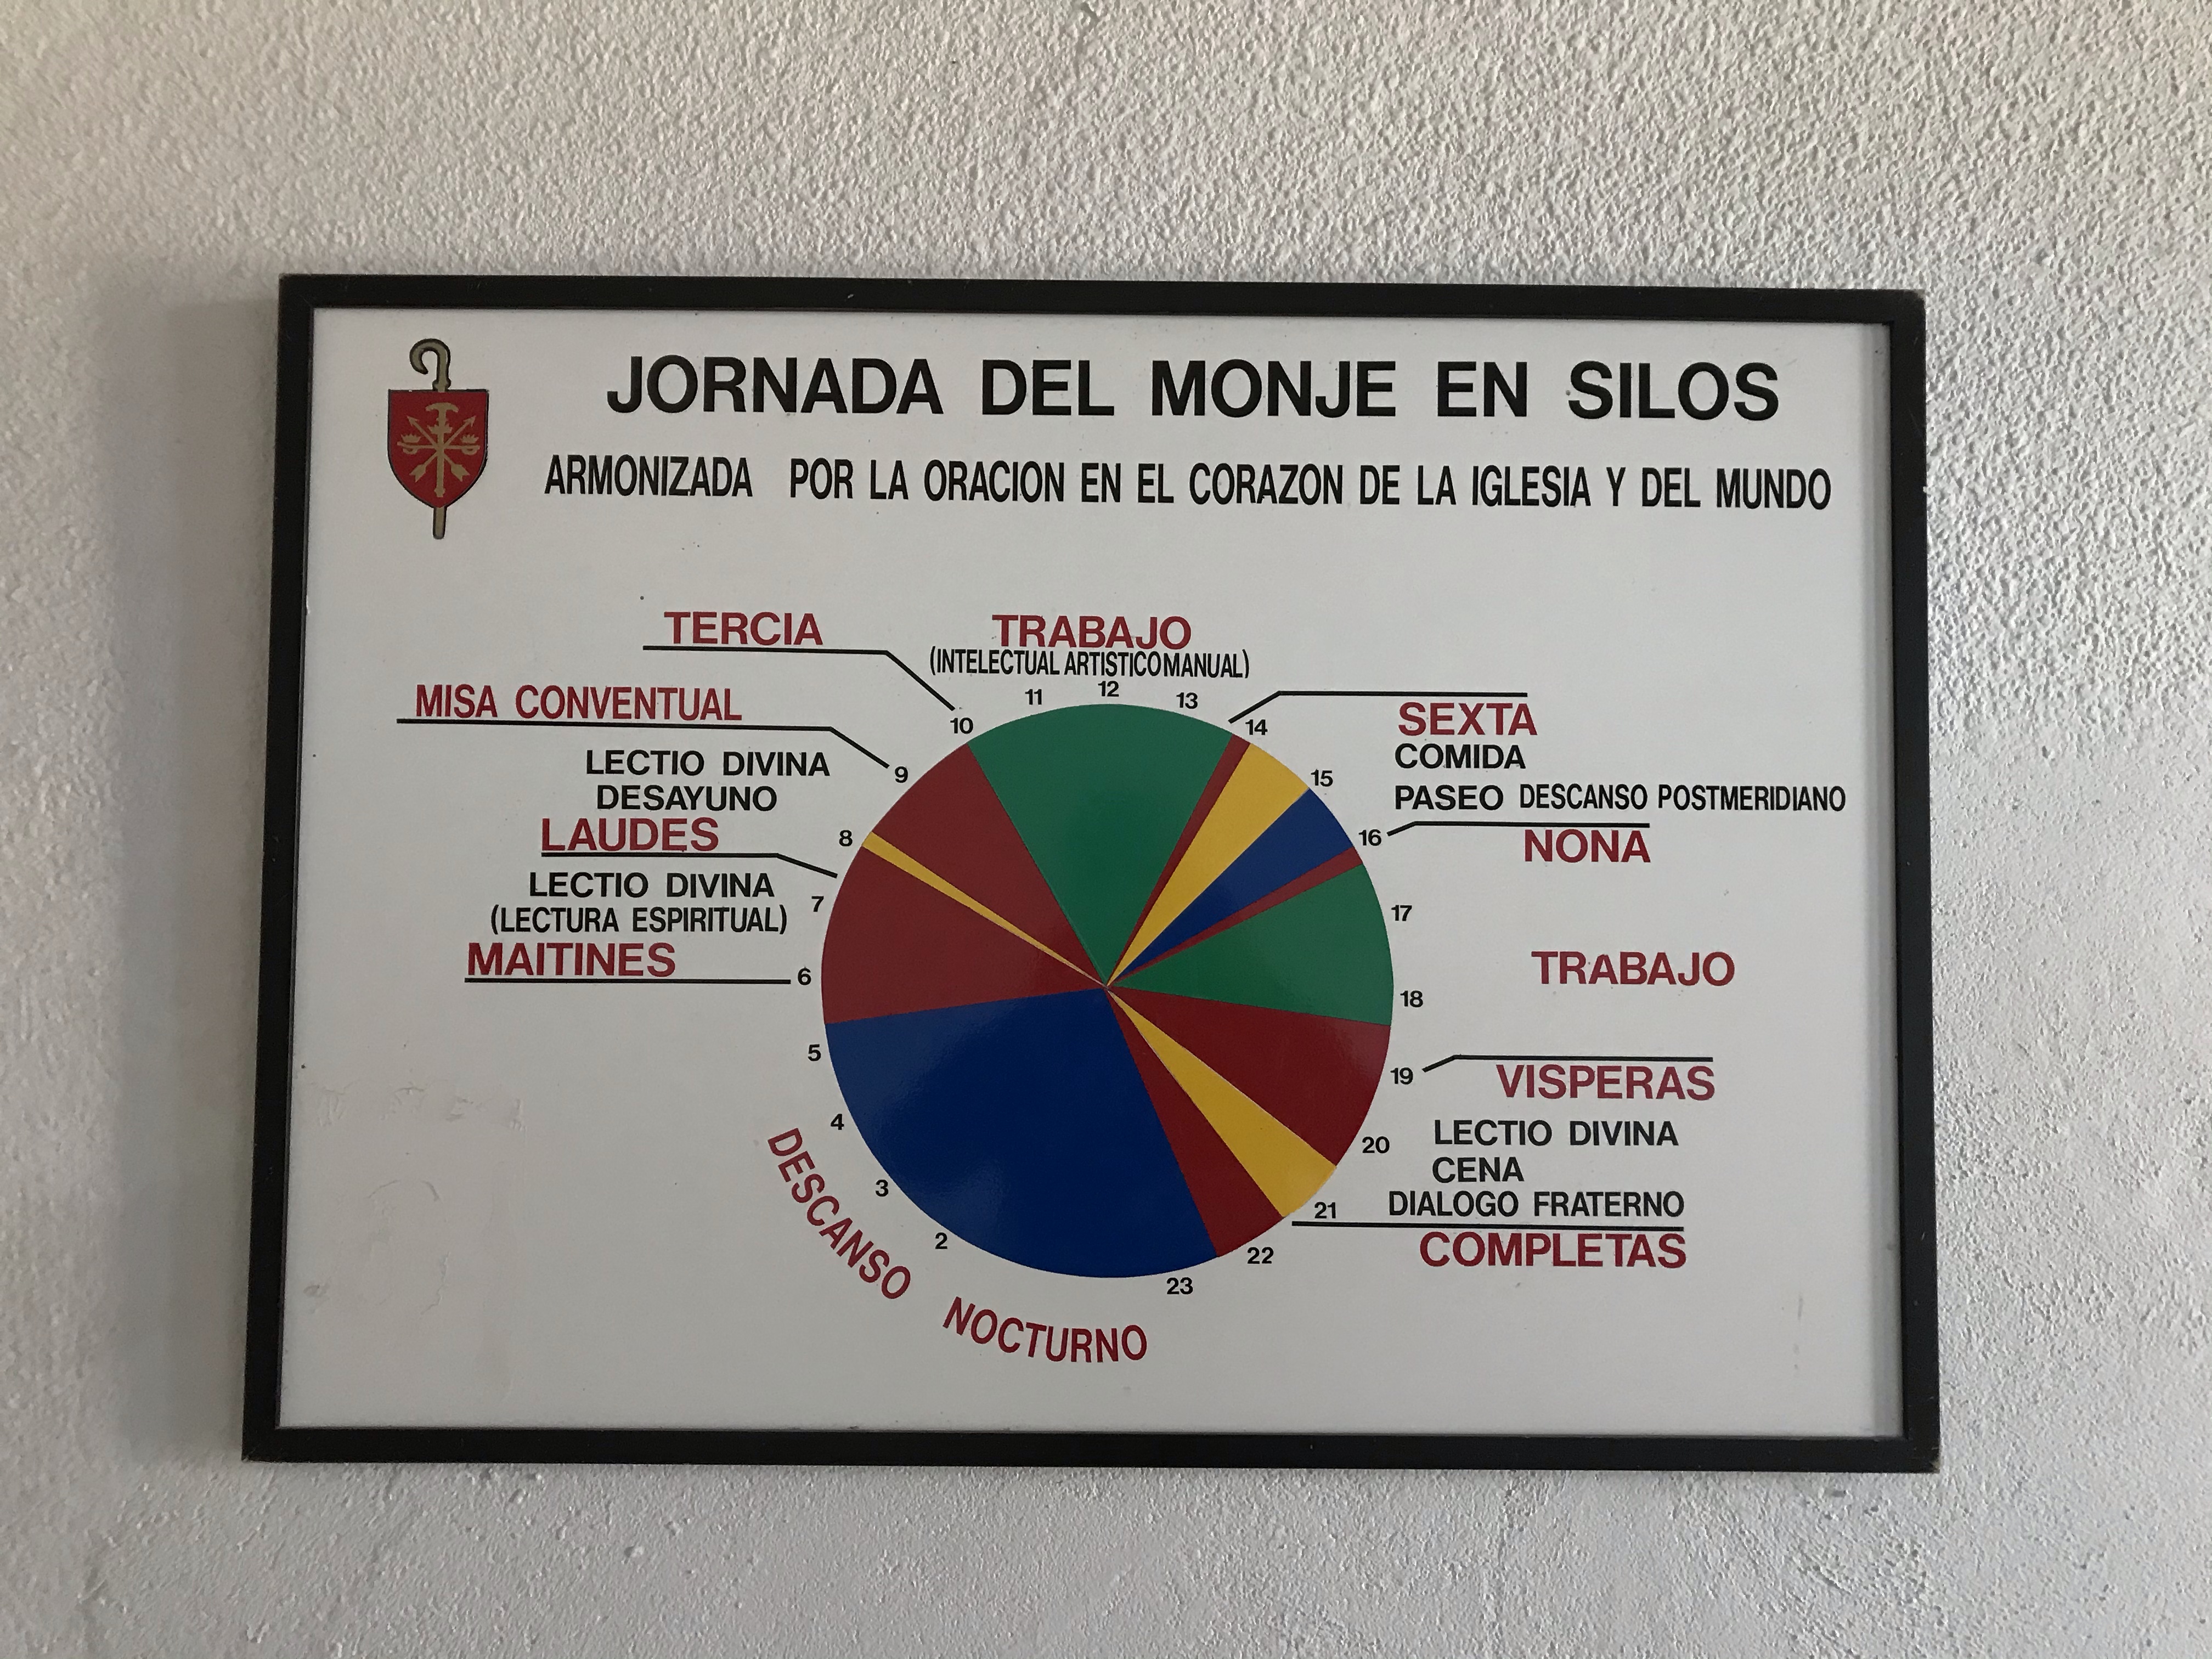 JORNADA DEL MONJE EN SILOS
ARMONIZADA POR LA ORACION EN EL CORAZON DE LA IGLESIA Y DEL MUNDO
TERCIA
MISA CONVENTUAL
LECTIO DIVINA
DESAYUNO
LAUDES
LECTIO DIVINA
(LECTURA ESPIRITUAL)
MAITINES
TRABAJO
(INTELECTUAL ARTISTICO MANUAL)
SEXTA
COMIDA
PASEO DESCANSO POSTMERIDIANO
NONA
TRABAJO
VISPERAS
LECTIO DIVINA
CENA
DIALOGO FRATERNO
COMPLETAS
DESCANSO NOCTURNO
2
3
4
5
6
7
8
9
10
11
12
13
14
15
16
17
18
19
20
21
22
23